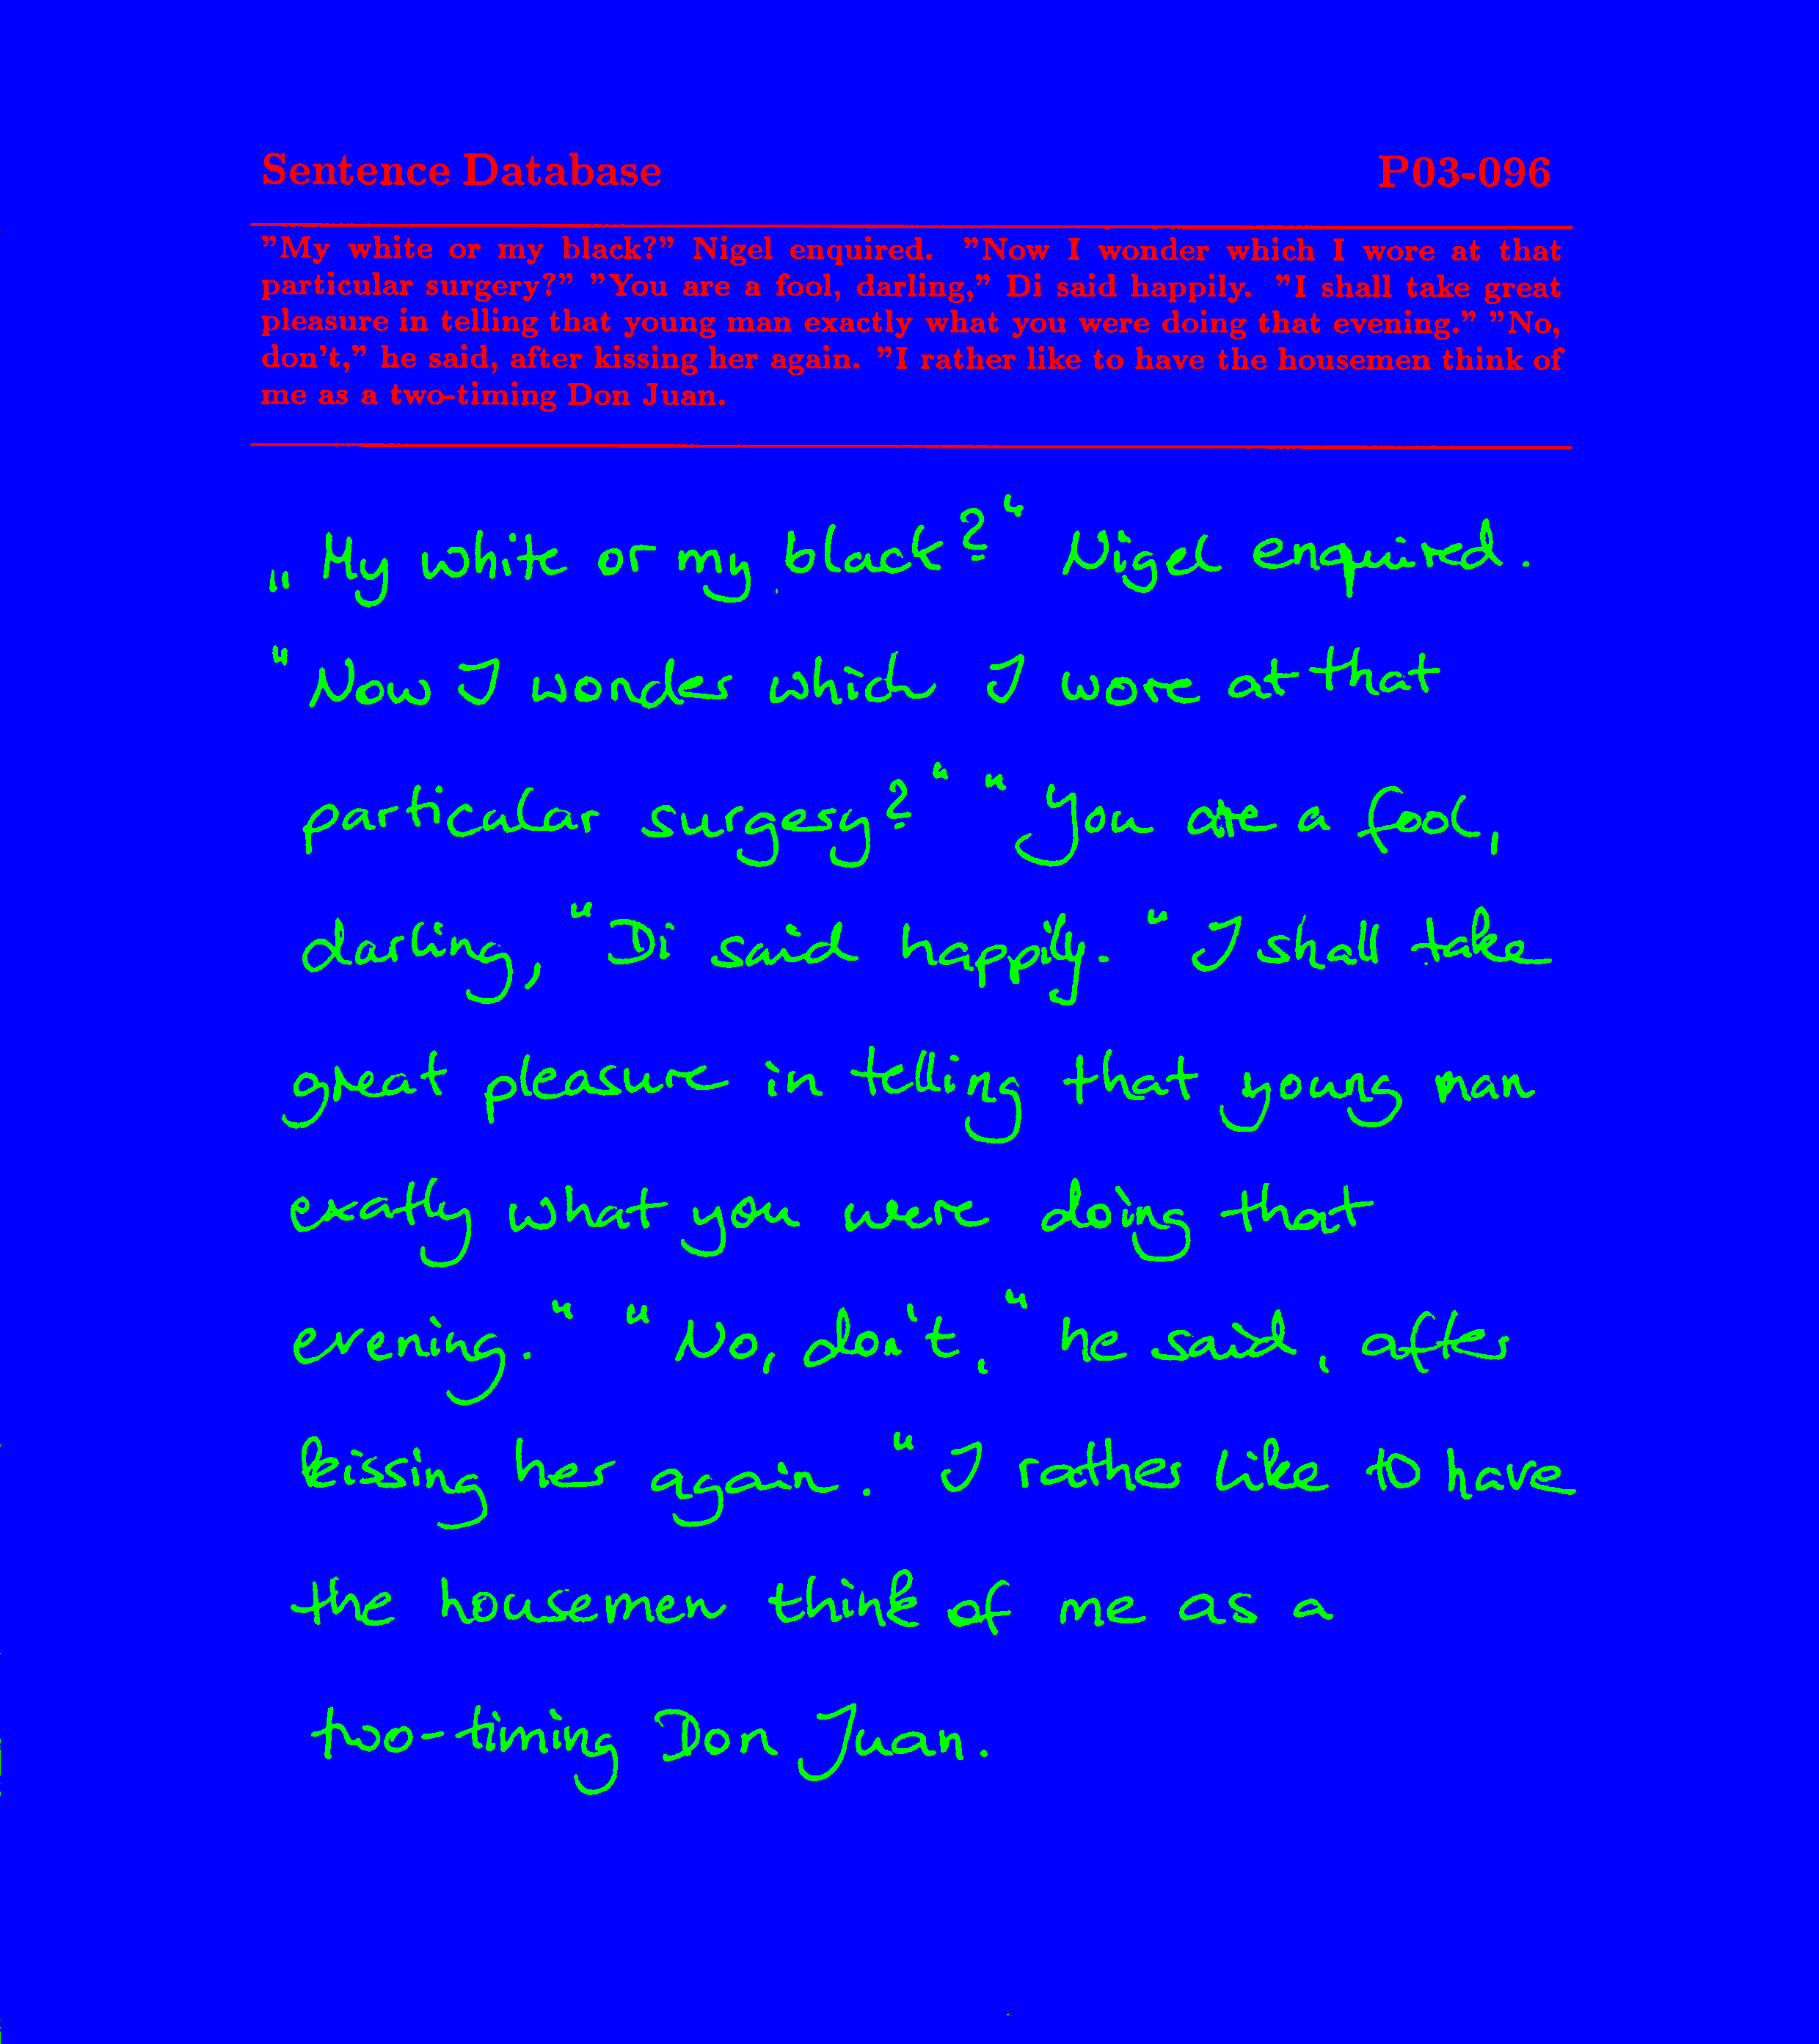 Sentence Database P03-096
"My white or my black?" Nigel enquired. "Now I wonder which I wore at that
particular surgery?" "You are a fool, darling," Di said happily. "I shall take great
pleasure in telling that young man exactly what you were doing that evening." "No,
don't," he said, after kissing her again. "I rather like to have the housemen think of
me as a two-timing Don Juan.
„My white or my black?“ Nigel enquired.
“Now I wonder which I wore at that
particular surgery?“ “You are a fool,
darling, “Di said happily. “I shall take
great pleasure in telling that young man
exatly what you were doing that
evening.“ “No, don't,“ he said, after
kissing her again. “I rather like to have
the housemen think of me as a
two-timing Don Juan.